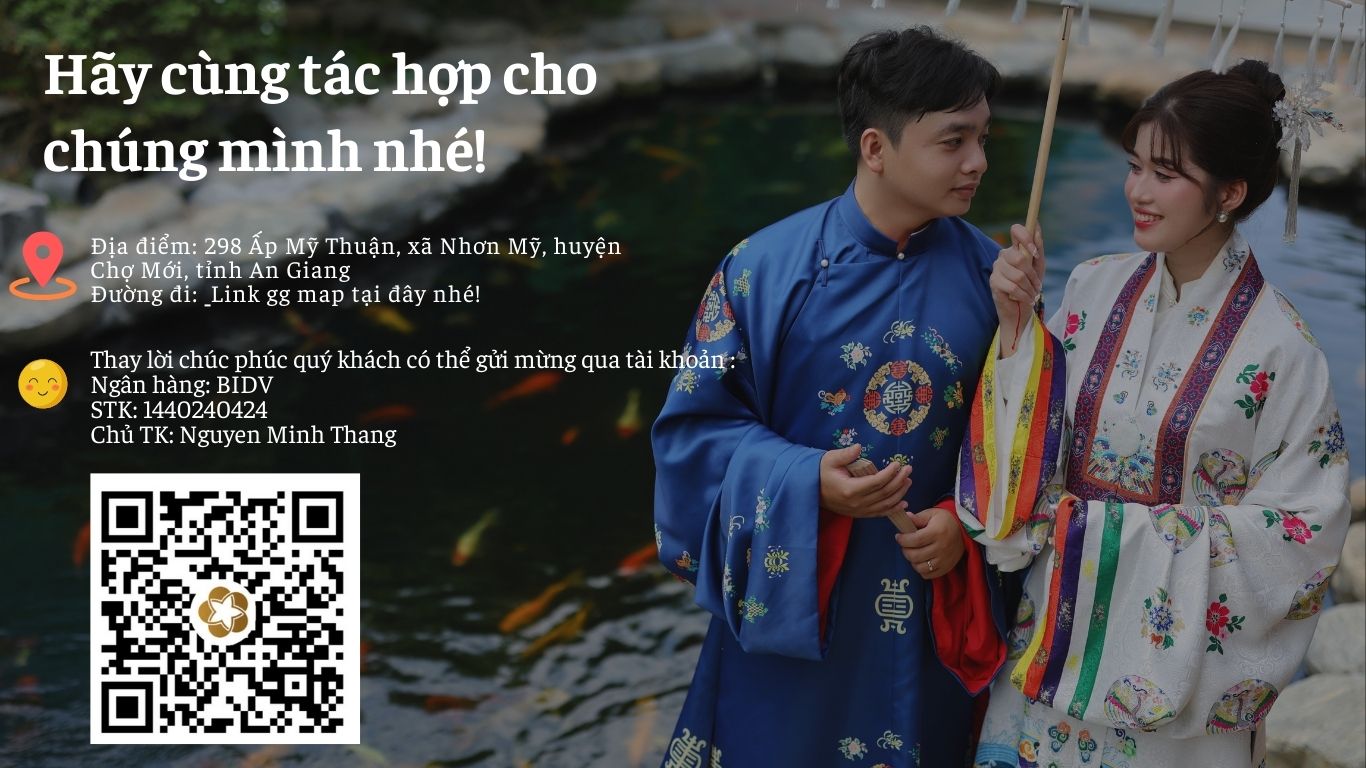 Hãy cùng tác hợp cho
chúng mình nhé!
Địa điểm: 298 Ấp Mỹ Thuận, xã Nhơn Mỹ, huyện
Chợ Mới, tỉnh An Giang
Đường đi: _Link gg map tại đây nhé!
Thay lời chúc phúc quý khách có thể gửi mừng qua tài khoản :
Ngân hàng: BIDV
STK: 1440240424
Chủ TK: Nguyen Minh Thang